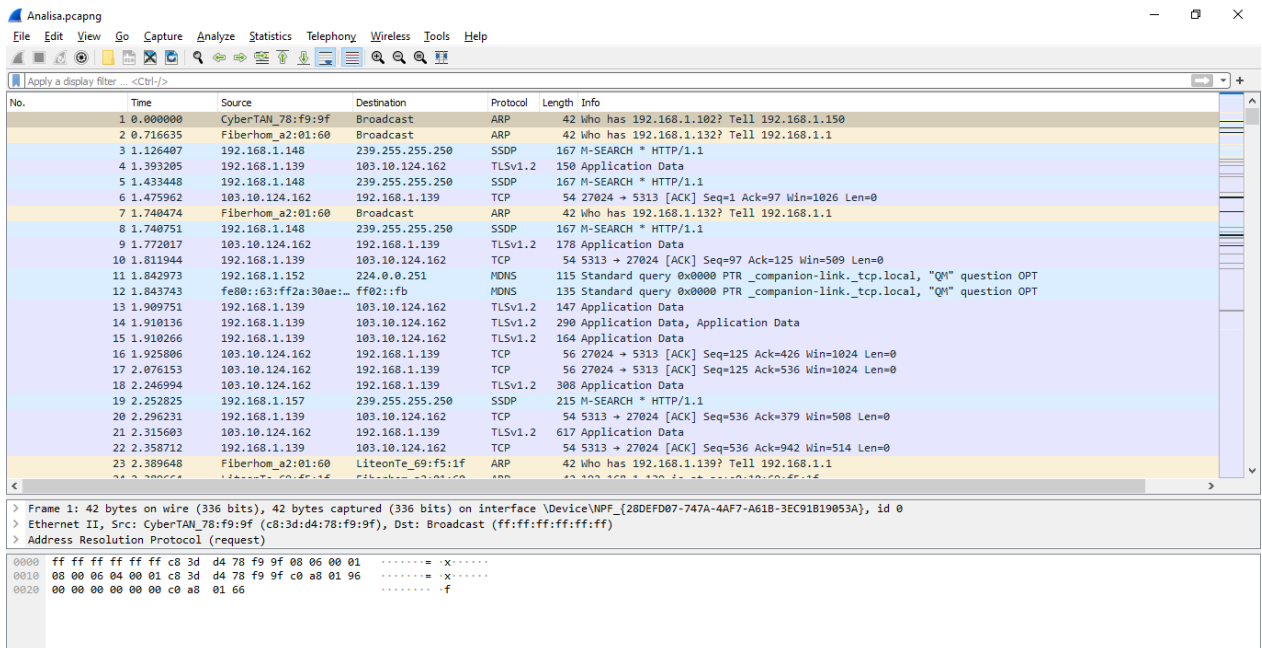 Analisa.pcapng
File Edit View Go Capture Analyze Statistics Telephony Wireless Tools Help
Apply a display filter ... <Ctrl-/>
No. Time Source Destination Protocol Length Info
1 0.000000 CyberTAN_78:f9:9f Broadcast ARP 42 Who has 192.168.1.102? Tell 192.168.1.150
2 0.716635 Fiberhom_a2:01:60 Broadcast ARP 42 Who has 192.168.1.132? Tell 192.168.1.1
3 1.126407 192.168.1.148 239.255.255.250 SSDP 167 M-SEARCH * HTTP/1.1
4 1.393205 192.168.1.139 103.10.124.162 TLSv1.2 150 Application Data
5 1.433448 192.168.1.148 239.255.255.250 SSDP 167 M-SEARCH * HTTP/1.1
6 1.475962 103.10.124.162 192.168.1.139 TCP 54 27024 → 5313 [ACK] Seq=1 Ack=97 Win=1026 Len=0
7 1.740474 Fiberhom_a2:01:60 Broadcast ARP 42 Who has 192.168.1.132? Tell 192.168.1.1
8 1.740751 192.168.1.148 239.255.255.250 SSDP 167 M-SEARCH * HTTP/1.1
9 1.772017 103.10.124.162 192.168.1.139 TLSv1.2 178 Application Data
10 1.811944 192.168.1.139 103.10.124.162 TCP 54 5313 → 27024 [ACK] Seq=97 Ack=125 Win=509 Len=0
11 1.842973 192.168.1.152 224.0.0.251 MDNS 115 Standard query 0x0000 PTR _companion-link._tcp.local, "QM" question OPT
12 1.843743 fe80::63:ff2a:30ae:… ff02::fb MDNS 135 Standard query 0x0000 PTR _companion-link._tcp.local, "QM" question OPT
13 1.909751 192.168.1.139 103.10.124.162 TLSv1.2 147 Application Data
14 1.910136 192.168.1.139 103.10.124.162 TLSv1.2 290 Application Data, Application Data
15 1.910266 192.168.1.139 103.10.124.162 TLSv1.2 164 Application Data
16 1.925806 103.10.124.162 192.168.1.139 TCP 56 27024 → 5313 [ACK] Seq=125 Ack=426 Win=1024 Len=0
17 2.076153 103.10.124.162 192.168.1.139 TCP 56 27024 → 5313 [ACK] Seq=125 Ack=536 Win=1024 Len=0
18 2.246994 103.10.124.162 192.168.1.139 TLSv1.2 308 Application Data
19 2.252825 192.168.1.157 239.255.255.250 SSDP 215 M-SEARCH * HTTP/1.1
20 2.296231 192.168.1.139 103.10.124.162 TCP 54 5313 → 27024 [ACK] Seq=536 Ack=379 Win=508 Len=0
21 2.315603 103.10.124.162 192.168.1.139 TLSv1.2 617 Application Data
22 2.358712 192.168.1.139 103.10.124.162 TCP 54 5313 → 27024 [ACK] Seq=536 Ack=942 Win=514 Len=0
23 2.389648 Fiberhom_a2:01:60 LiteonTe_69:f5:1f ARP 42 Who has 192.168.1.139? Tell 192.168.1.1
Frame 1: 42 bytes on wire (336 bits), 42 bytes captured (336 bits) on interface \Device\NPF_{28DEFD07-747A-4AF7-A61B-3EC91B19053A}, id 0
Ethernet II, Src: CyberTAN_78:f9:9f (c8:3d:d4:78:f9:9f), Dst: Broadcast (ff:ff:ff:ff:ff:ff)
Address Resolution Protocol (request)
0000 ff ff ff ff ff ff c8 3d d4 78 f9 9f 08 06 00 01 ·······= ·x······
0010 08 00 06 04 00 01 c8 3d d4 78 f9 9f c0 a8 01 96 ·······= ·x······
0020 00 00 00 00 00 00 c0 a8 01 66 ········ ·f